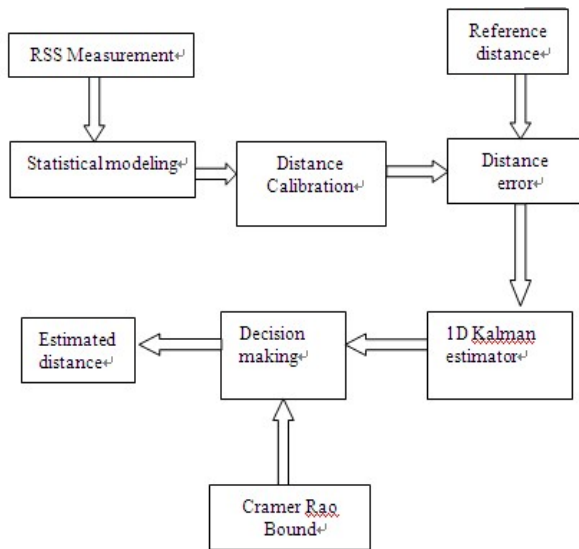 RSS Measurement↵
Reference
distance↵
Statistical modeling↵
Distance
Calibration↵
Distance
error↵
Estimated
distance↵
Decision
making↵
1D Kalman
estimator↵
Cramer Rao
Bound↵